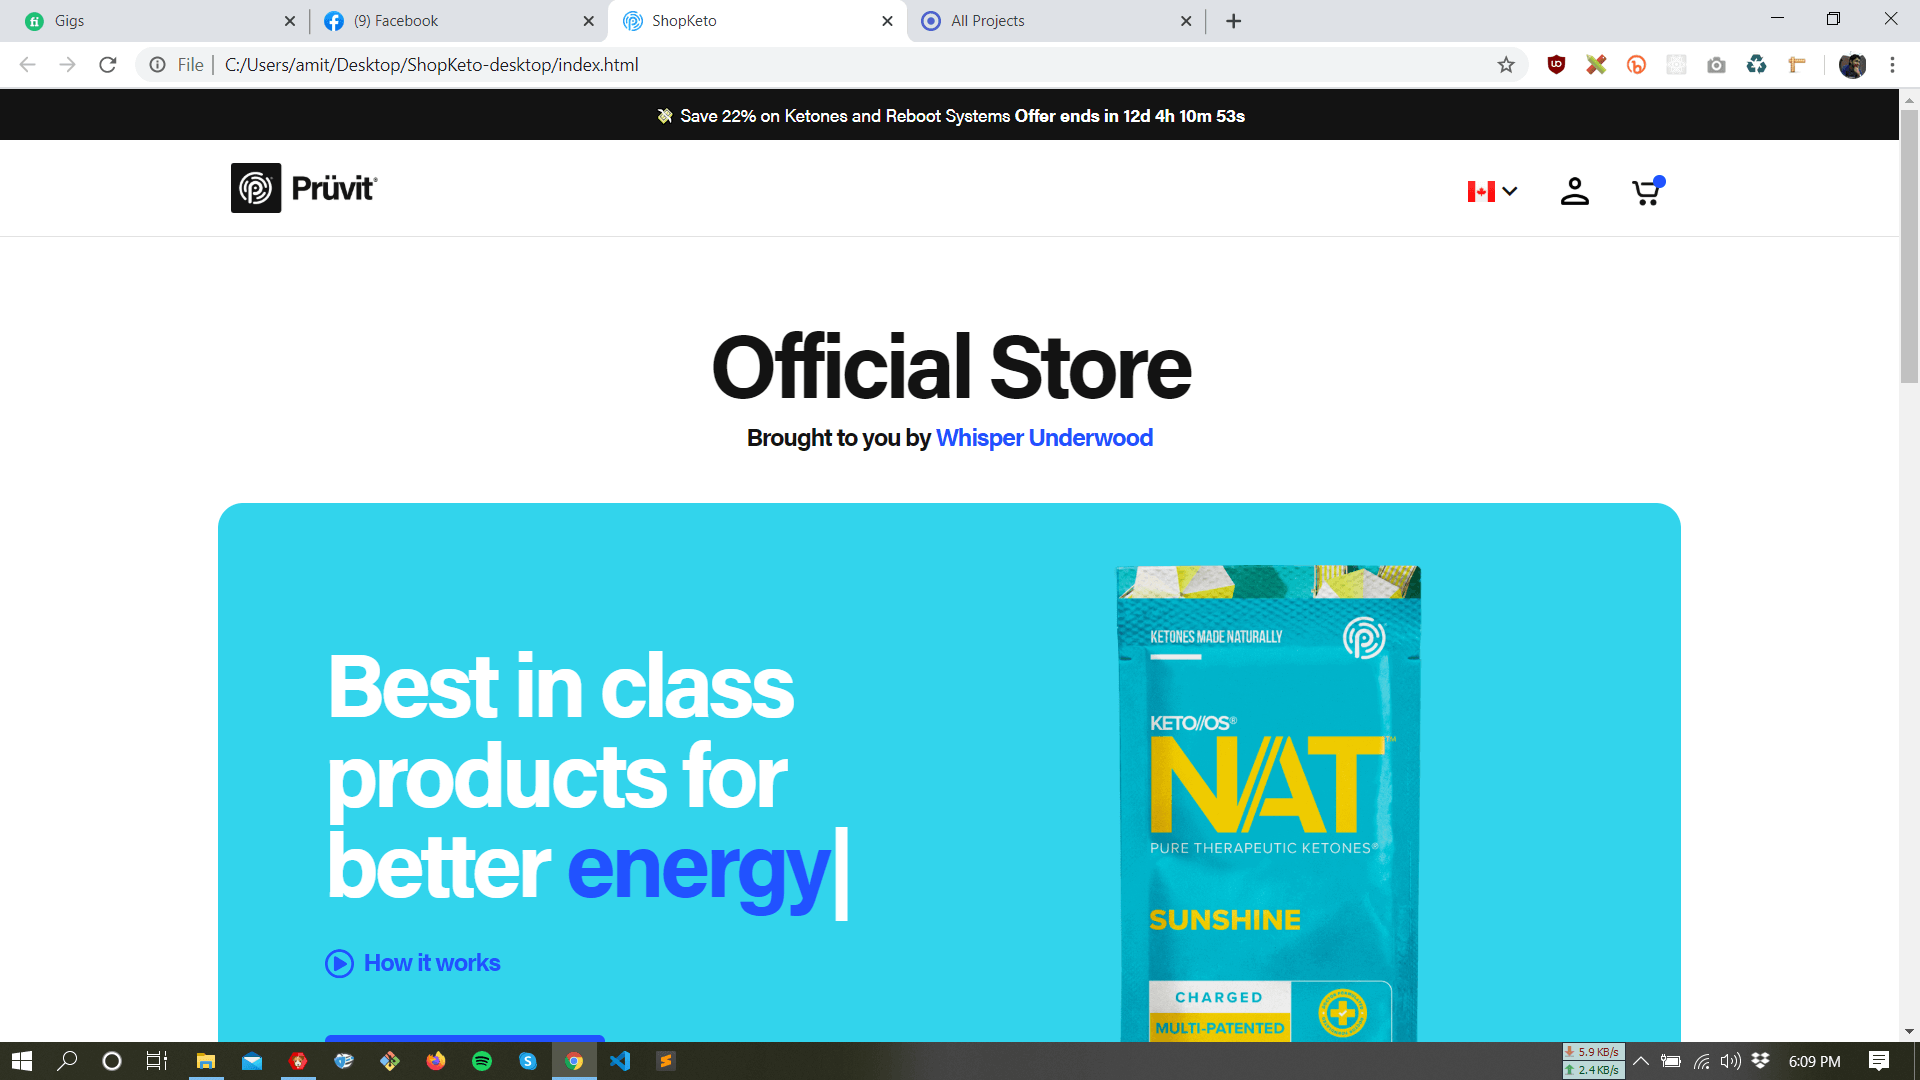 Gigs
(9) Facebook
ShopKeto
All Projects
File
C:/Users/amit/Desktop/ShopKeto-desktop/index.html
Save 22% on Ketones and Reboot Systems Offer ends in 12d 4h 10m 53s
Prüvit®
Official Store
Brought to you by Whisper Underwood
Best in class
products for
better energy
How it works
KETONES MADE NATURALLY
KETO//OS®
NAT™
PURE THERAPEUTIC KETONES®
SUNSHINE
CHARGED
MULTI-PATENTED
5.9 KB/s
2.4 KB/s
6:09 PM